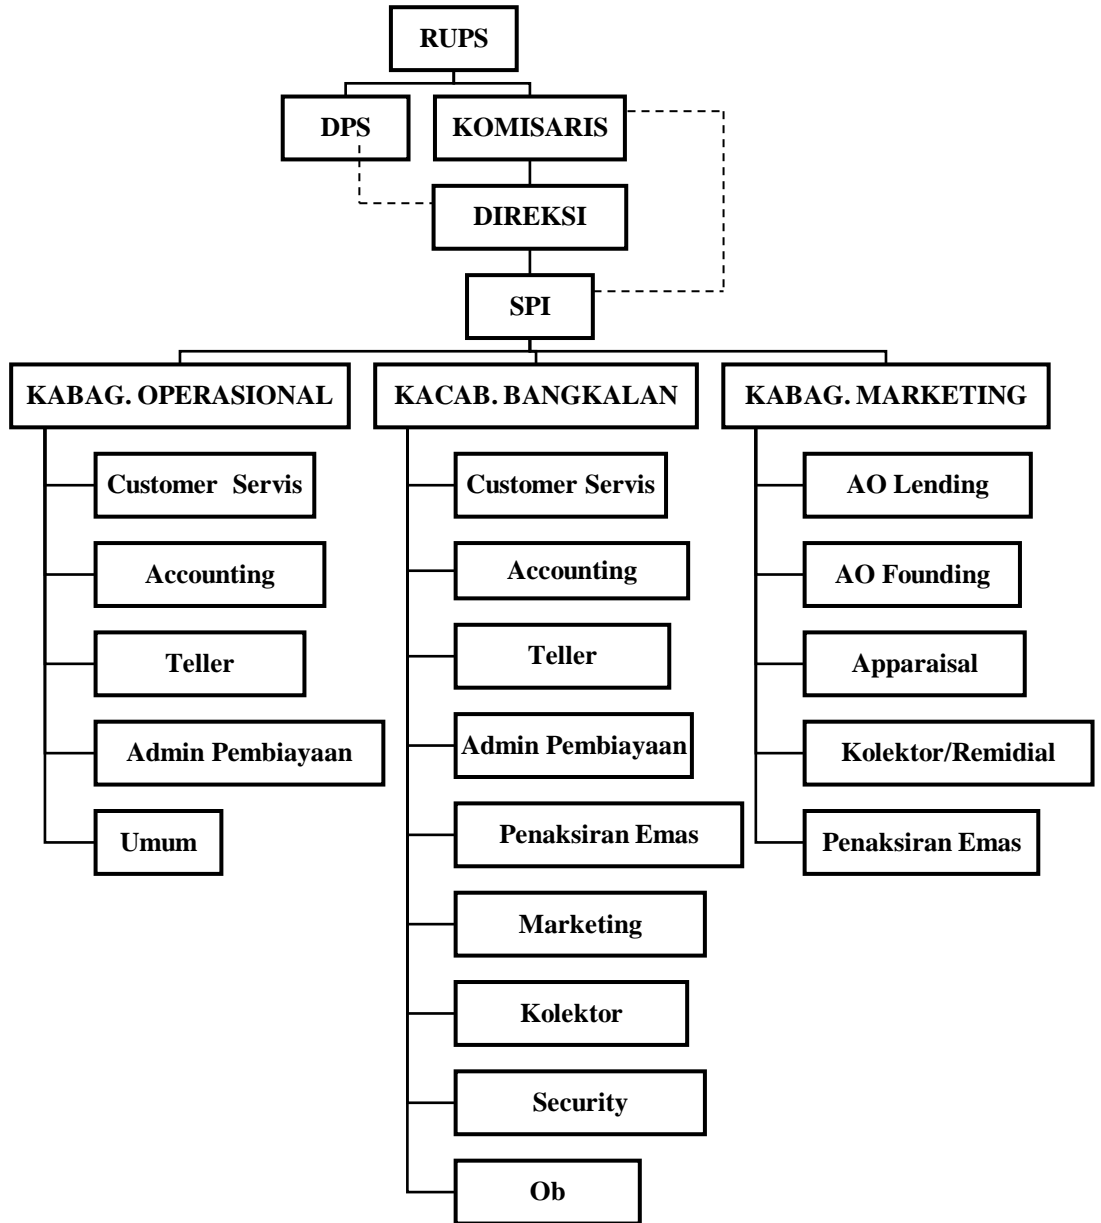 RUPS
DPS
KOMISARIS
DIREKSI
SPI
KABAG. OPERASIONAL
KACAB. BANGKALAN
KABAG. MARKETING
Customer Servis
Accounting
Teller
Admin Pembiayaan
Umum
Customer Servis
Accounting
Teller
Admin Pembiayaan
Penaksiran Emas
Marketing
Kolektor
Security
Ob
AO Lending
AO Founding
Apparaisal
Kolektor/Remidial
Penaksiran Emas